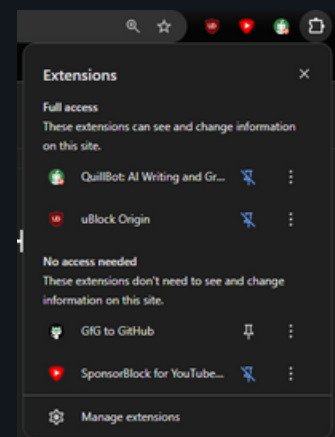 Extensions
Full access
These extensions can see and change information
on this site.
QuillBot: AI Writing and Gr...
uBlock Origin
No access needed
These extensions don't need to see and change
information on this site.
GfG to GitHub
SponsorBlock for YouTube...
Manage extensions